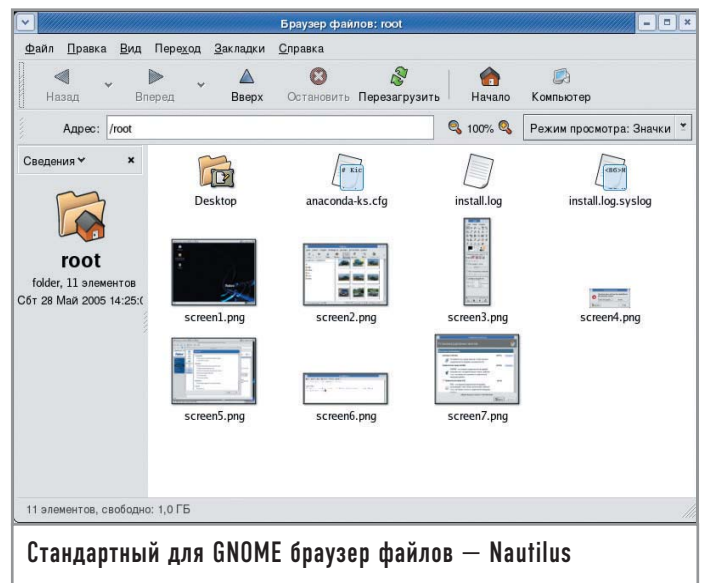 Браузер файлов: root
Файл Правка Вид Переход Закладки Справка
Назад Вперед Вверх Остановить Перезагрузить Начало Компьютер
Адрес: /root 100% Режим просмотра: Значки
Сведения
root
folder, 11 элементов
Сбт 28 Май 2005 14:25:(
Desktop anaconda-ks.cfg install.log install.log.syslog
screen1.png screen2.png screen3.png screen4.png
screen5.png screen6.png screen7.png
11 элементов, свободно: 1,0 ГБ
Стандартный для GNOME браузер файлов — Nautilus